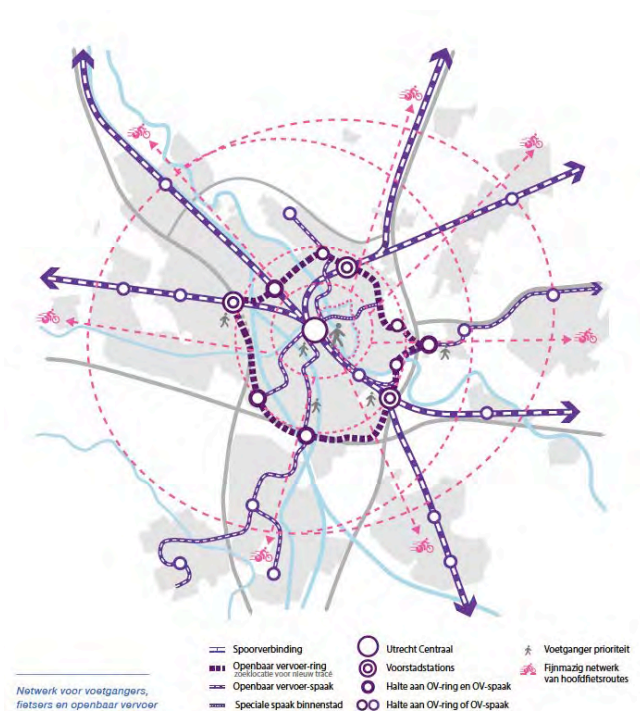 Spoorverbinding
Openbaar vervoer-ring
zoeklocatie voor nieuw tracé
Openbaar vervoer-spaak
Speciale spaak binnenstad
Utrecht Centraal
Voorstadstations
Halte aan OV-ring en OV-spaak
Halte aan OV-ring of OV-spaak
Voetganger prioriteit
Fijnmazig netwerk
van hoofdfietsroutes
Netwerk voor voetgangers,
fietsers en openbaar vervoer